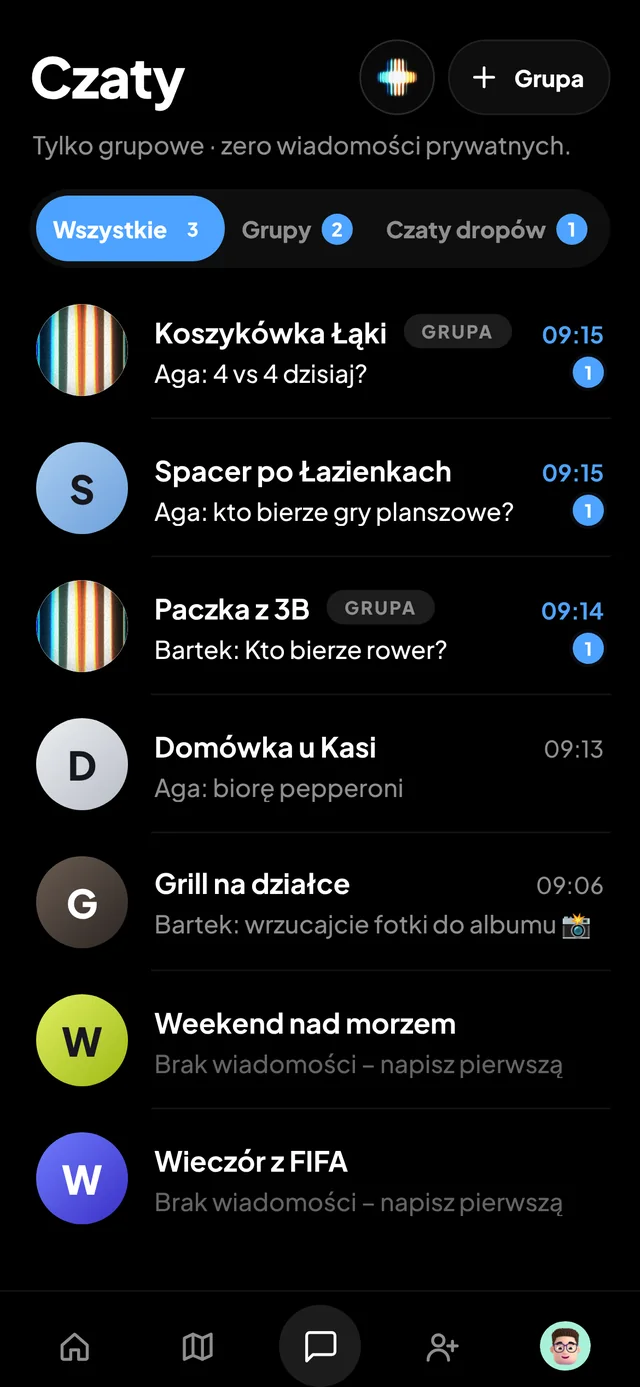 Czaty
+ Grupa
Tylko grupowe · zero wiadomości prywatnych.
Wszystkie 3 Grupy 2 Czaty dropów 1
Koszykówka Łąki GRUPA 09:15
Aga: 4 vs 4 dzisiaj? 1
S
Spacer po Łazienkach 09:15
Aga: kto bierze gry planszowe? 1
Paczka z 3B GRUPA 09:14
Bartek: Kto bierze rower? 1
D
Domówka u Kasi 09:13
Aga: biorę pepperoni
G
Grill na działce 09:06
Bartek: wrzucajcie fotki do albumu 📸
W
Weekend nad morzem
Brak wiadomości – napisz pierwszą
W
Wieczór z FIFA
Brak wiadomości – napisz pierwszą